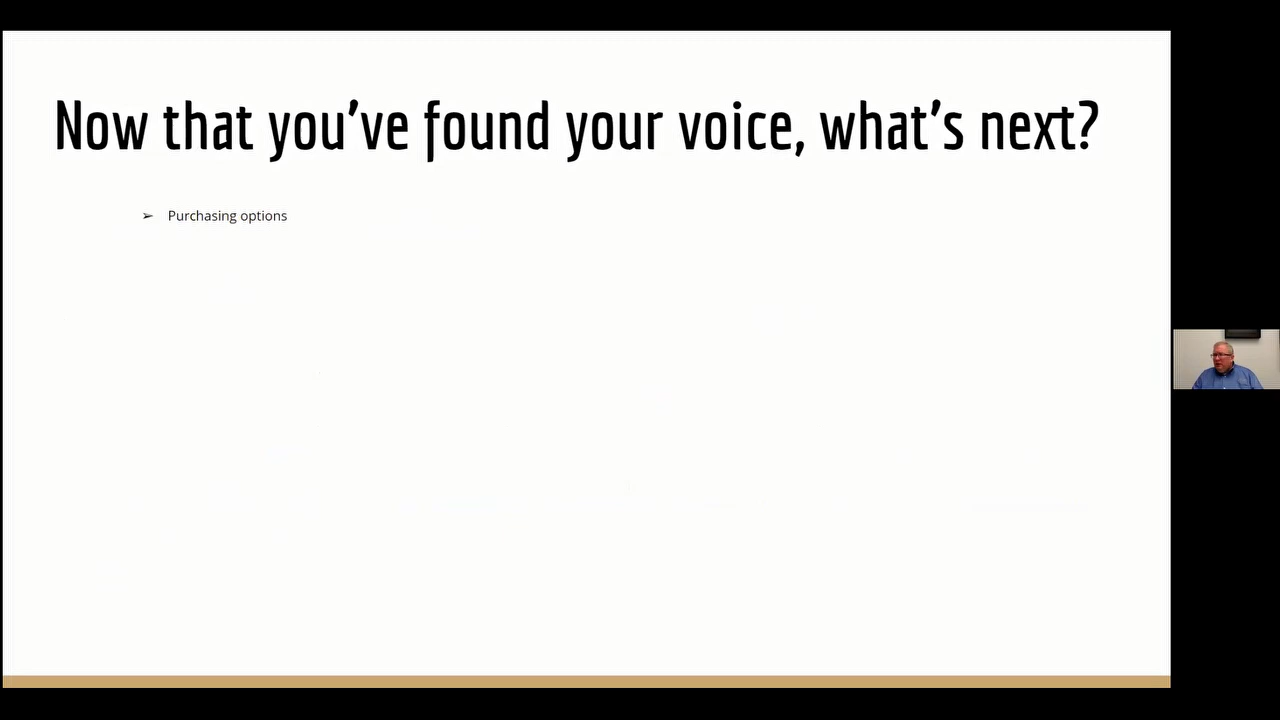 Now that you've found your voice, what's next?
➢ Purchasing options